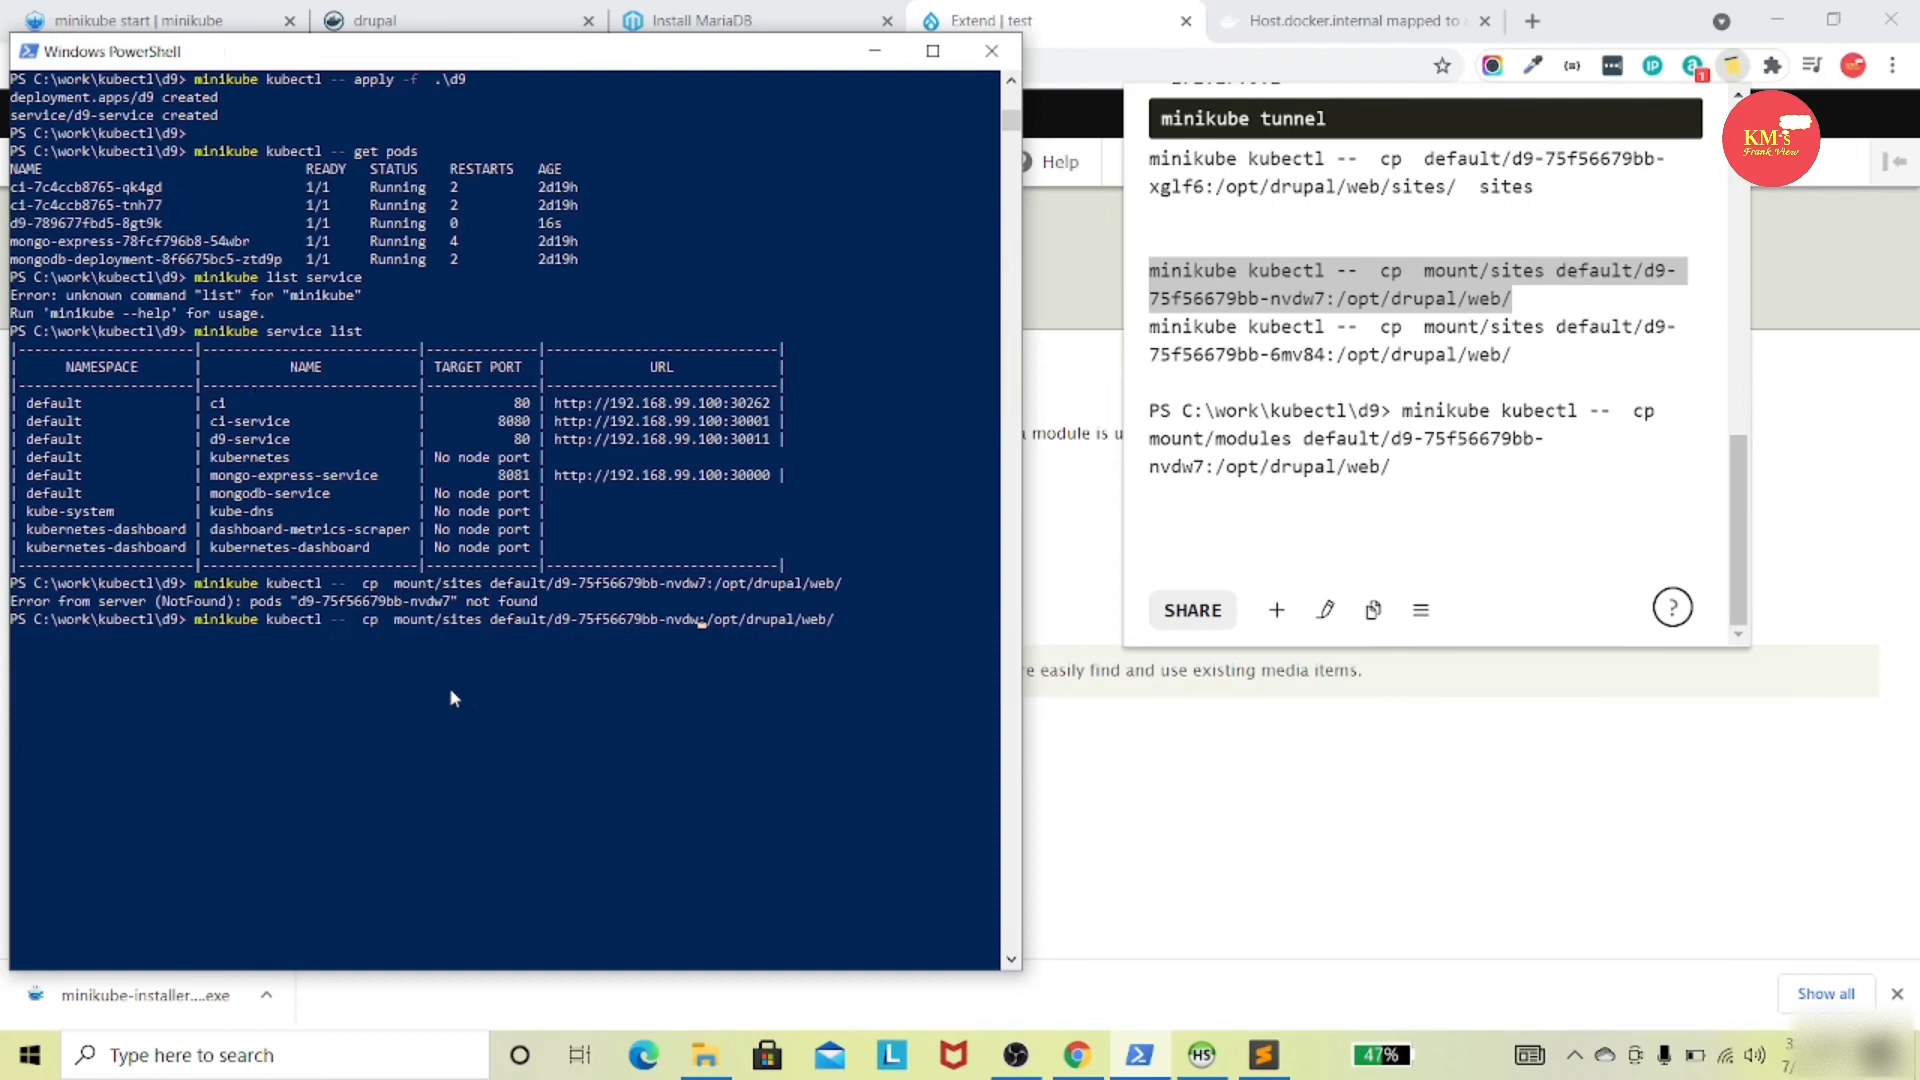 minikube start | minikube
drupal
Install MariaDB
Extend | test
Host.docker.internal mapped to
Windows PowerShell
PS C:\work\kubectl\d9> minikube kubectl -- apply -f  .\d9
deployment.apps/d9 created
service/d9-service created
PS C:\work\kubectl\d9>
PS C:\work\kubectl\d9> minikube kubectl -- get pods
NAME READY STATUS RESTARTS AGE
ci-7c4ccb8765-qk4gd 1/1 Running 2 2d19h
ci-7c4ccb8765-tnh77 1/1 Running 2 2d19h
d9-789677fbd5-8gt9k 1/1 Running 0 16s
mongo-express-78fcf796b8-54wbr 1/1 Running 4 2d19h
mongodb-deployment-8f6675bc5-ztd9p 1/1 Running 2 2d19h
PS C:\work\kubectl\d9> minikube list service
Error: unknown command "list" for "minikube"
Run 'minikube --help' for usage.
PS C:\work\kubectl\d9> minikube service list
|----------------------|---------------------------|--------------|-----------------------------|
| NAMESPACE | NAME | TARGET PORT | URL |
|----------------------|---------------------------|--------------|-----------------------------|
| default | ci | 80 | http://192.168.99.100:30262 |
| default | ci-service | 8080 | http://192.168.99.100:30001 |
| default | d9-service | 80 | http://192.168.99.100:30011 |
| default | kubernetes | No node port |
| default | mongo-express-service | 8081 | http://192.168.99.100:30000 |
| default | mongodb-service | No node port |
| kube-system | kube-dns | No node port |
| kubernetes-dashboard | dashboard-metrics-scraper | No node port |
| kubernetes-dashboard | kubernetes-dashboard | No node port |
|----------------------|---------------------------|--------------|-----------------------------|
PS C:\work\kubectl\d9> minikube kubectl --  cp  mount/sites default/d9-75f56679bb-nvdw7:/opt/drupal/web/
Error from server (NotFound): pods "d9-75f56679bb-nvdw7" not found
PS C:\work\kubectl\d9> minikube kubectl --  cp  mount/sites default/d9-75f56679bb-nvdw:/opt/drupal/web/
1
minikube tunnel
KM's
Frank View
Help
minikube kubectl --  cp  default/d9-75f56679bb-
xglf6:/opt/drupal/web/sites/  sites
minikube kubectl --  cp  mount/sites default/d9-
75f56679bb-nvdw7:/opt/drupal/web/
minikube kubectl --  cp  mount/sites default/d9-
75f56679bb-6mv84:/opt/drupal/web/
PS C:\work\kubectl\d9> minikube kubectl --  cp
mount/modules default/d9-75f56679bb-
nvdw7:/opt/drupal/web/
module is u
SHARE
?
e easily find and use existing media items.
minikube-installer....exe
Show all
Type here to search
L
HS
S
47%